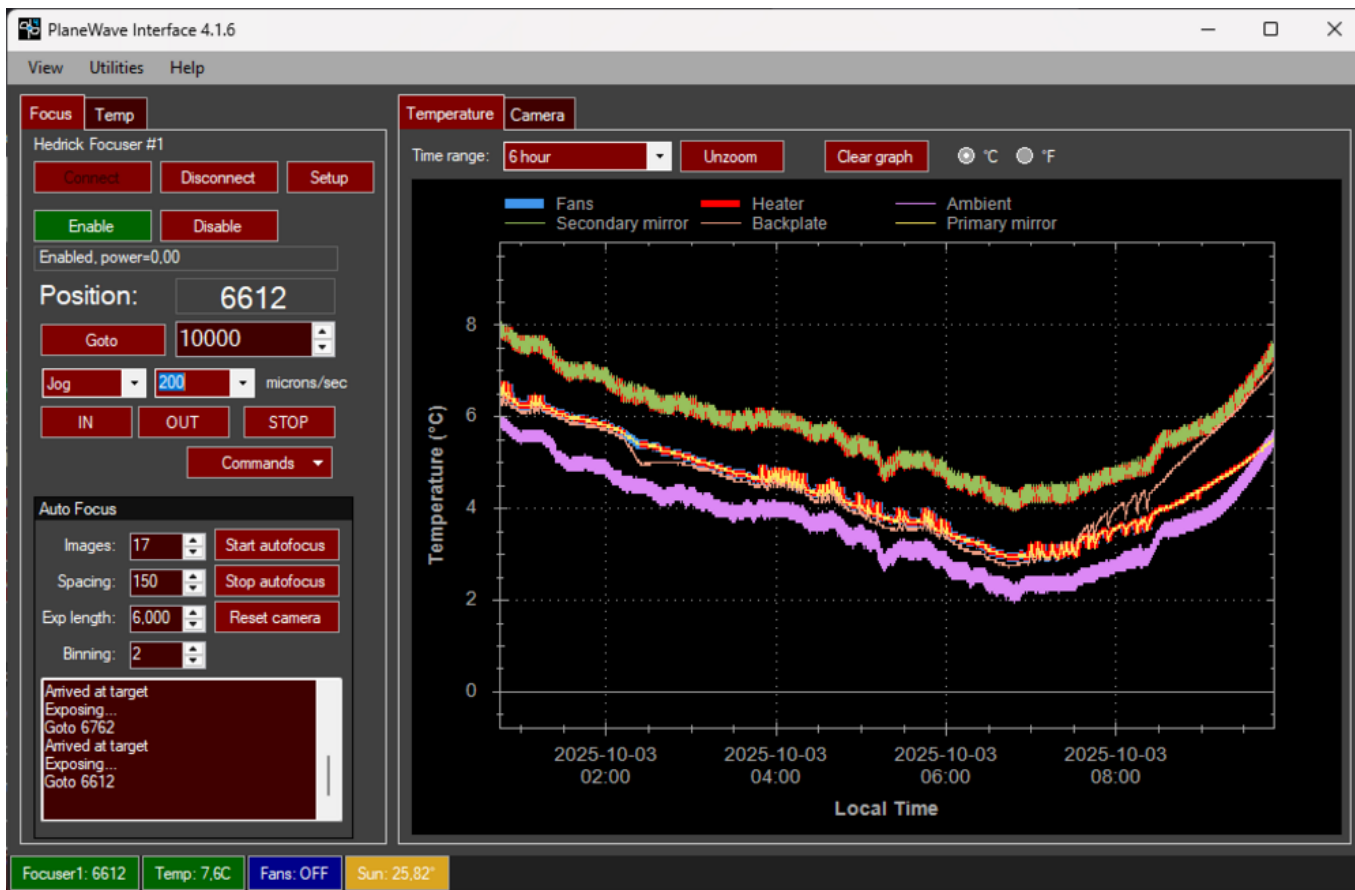 PlaneWave Interface 4.1.6
View Utilities Help
Focus Temp
Hedrick Focuser #1
Connect Disconnect Setup
Enable Disable
Enabled, power=0,00
Position: 6612
Goto 10000
Jog 200 microns/sec
IN OUT STOP
Commands
Auto Focus
Images: 17 Start autofocus
Spacing: 150 Stop autofocus
Exp length: 6,000 Reset camera
Binning: 2
Arrived at target
Exposing...
Goto 6762
Arrived at target
Exposing...
Goto 6612
Temperature Camera
Time range: 6 hour Unzoom Clear graph °C °F
Fans Heater Ambient
Secondary mirror Backplate Primary mirror
Temperature (°C)
8
6
4
2
0
2025-10-03 2025-10-03 2025-10-03 2025-10-03
02:00 04:00 06:00 08:00
Local Time
Focuser1: 6612 Temp: 7,6C Fans: OFF Sun: 25,82°